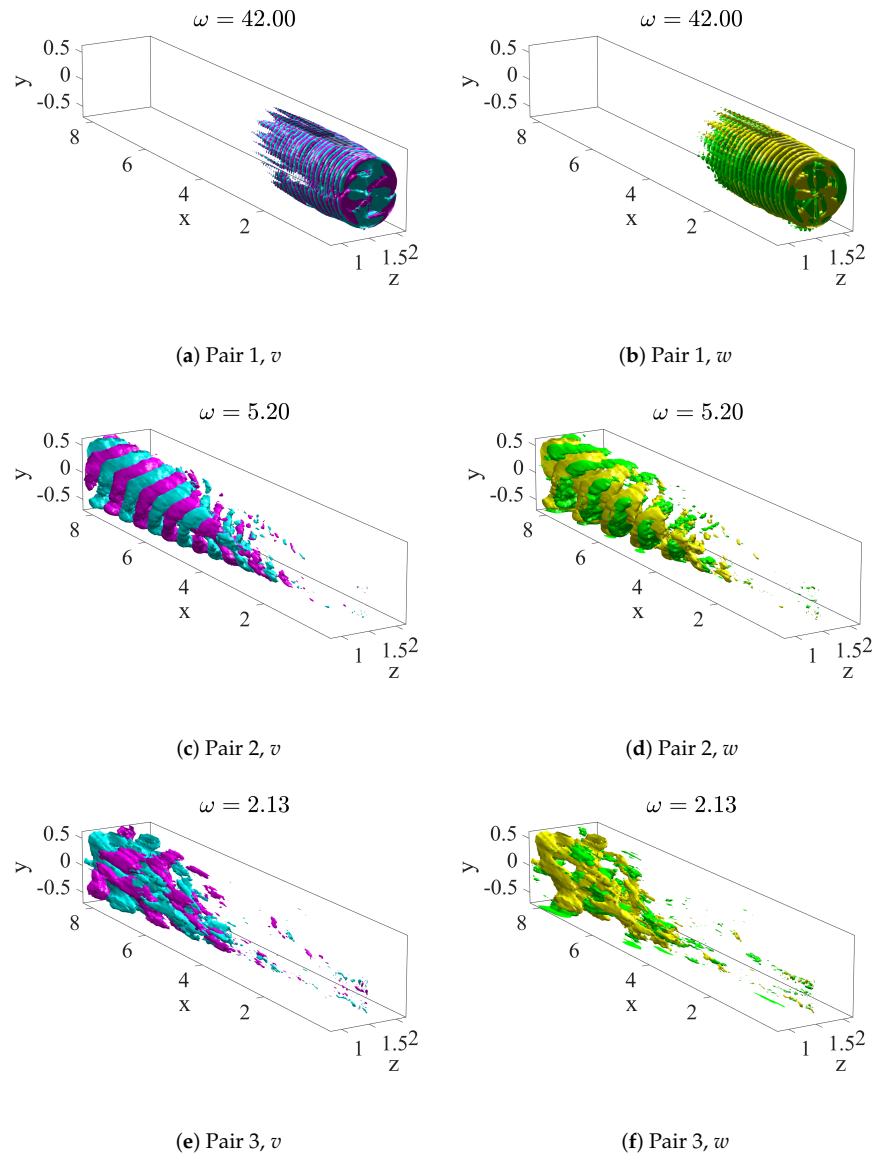 ω = 42.00
ω = 42.00
0.5
0
-0.5
y
8
6
4
2
x
1
1.5
2
z
0.5
0
-0.5
y
8
6
4
2
x
1
1.5
2
z
(a) Pair 1, v
(b) Pair 1, w
ω = 5.20
ω = 5.20
0.5
0
-0.5
y
8
6
4
2
x
1
1.5
2
z
0.5
0
-0.5
y
8
6
4
2
x
1
1.5
2
z
(c) Pair 2, v
(d) Pair 2, w
ω = 2.13
ω = 2.13
0.5
0
-0.5
y
8
6
4
2
x
1
1.5
2
z
0.5
0
-0.5
y
8
6
4
2
x
1
1.5
2
z
(e) Pair 3, v
(f) Pair 3, w